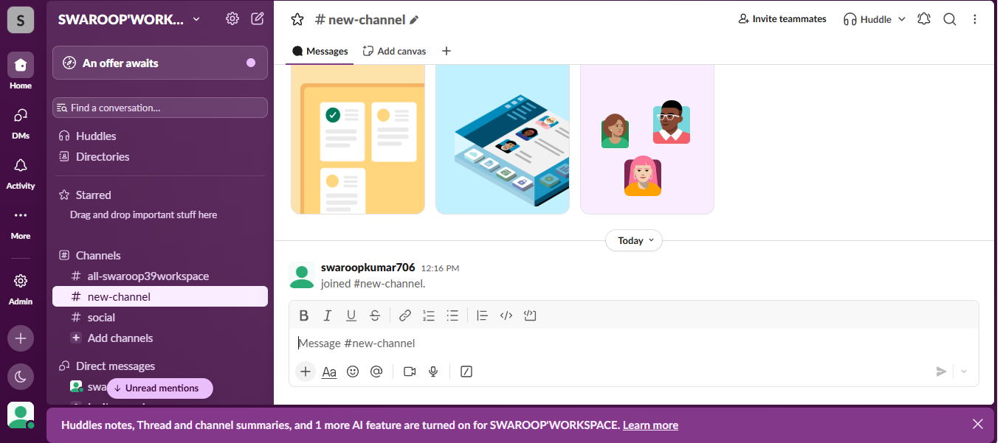 S
Home
DMs
Activity
More
Admin
SWAROOP'WORK...
An offer awaits
Find a conversation...
Huddles
Directories
Starred
Drag and drop important stuff here
Channels
# all-swaroop39workspace
# new-channel
# social
+ Add channels
Direct messages
swa
↓ Unread mentions
# new-channel
Invite teammates
Huddle
Messages
Add canvas
+
Today
swaroopkumar706 12:16 PM
joined #new-channel.
B I U S
Message #new-channel
+ Aa @
Huddles notes, Thread and channel summaries, and 1 more AI feature are turned on for SWAROOP'WORKSPACE. Learn more